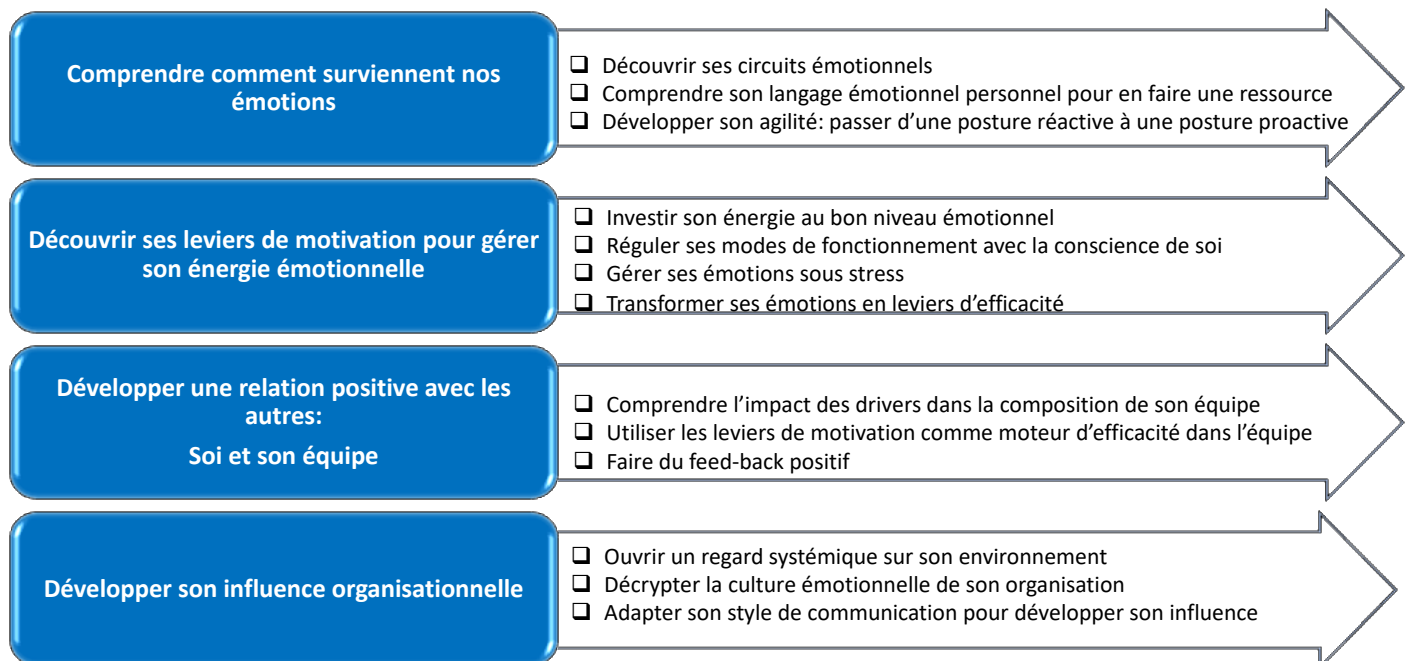 Comprendre comment surviennent nos
émotions
❑ Découvrir ses circuits émotionnels
❑ Comprendre son langage émotionnel personnel pour en faire une ressource
❑ Développer son agilité: passer d’une posture réactive à une posture proactive
Découvrir ses leviers de motivation pour gérer
son énergie émotionnelle
❑ Investir son énergie au bon niveau émotionnel
❑ Réguler ses modes de fonctionnement avec la conscience de soi
❑ Gérer ses émotions sous stress
❑ Transformer ses émotions en leviers d’efficacité
Développer une relation positive avec les
autres:
Soi et son équipe
❑ Comprendre l’impact des drivers dans la composition de son équipe
❑ Utiliser les leviers de motivation comme moteur d’efficacité dans l’équipe
❑ Faire du feed-back positif
Développer son influence organisationnelle
❑ Ouvrir un regard systémique sur son environnement
❑ Décrypter la culture émotionnelle de son organisation
❑ Adapter son style de communication pour développer son influence